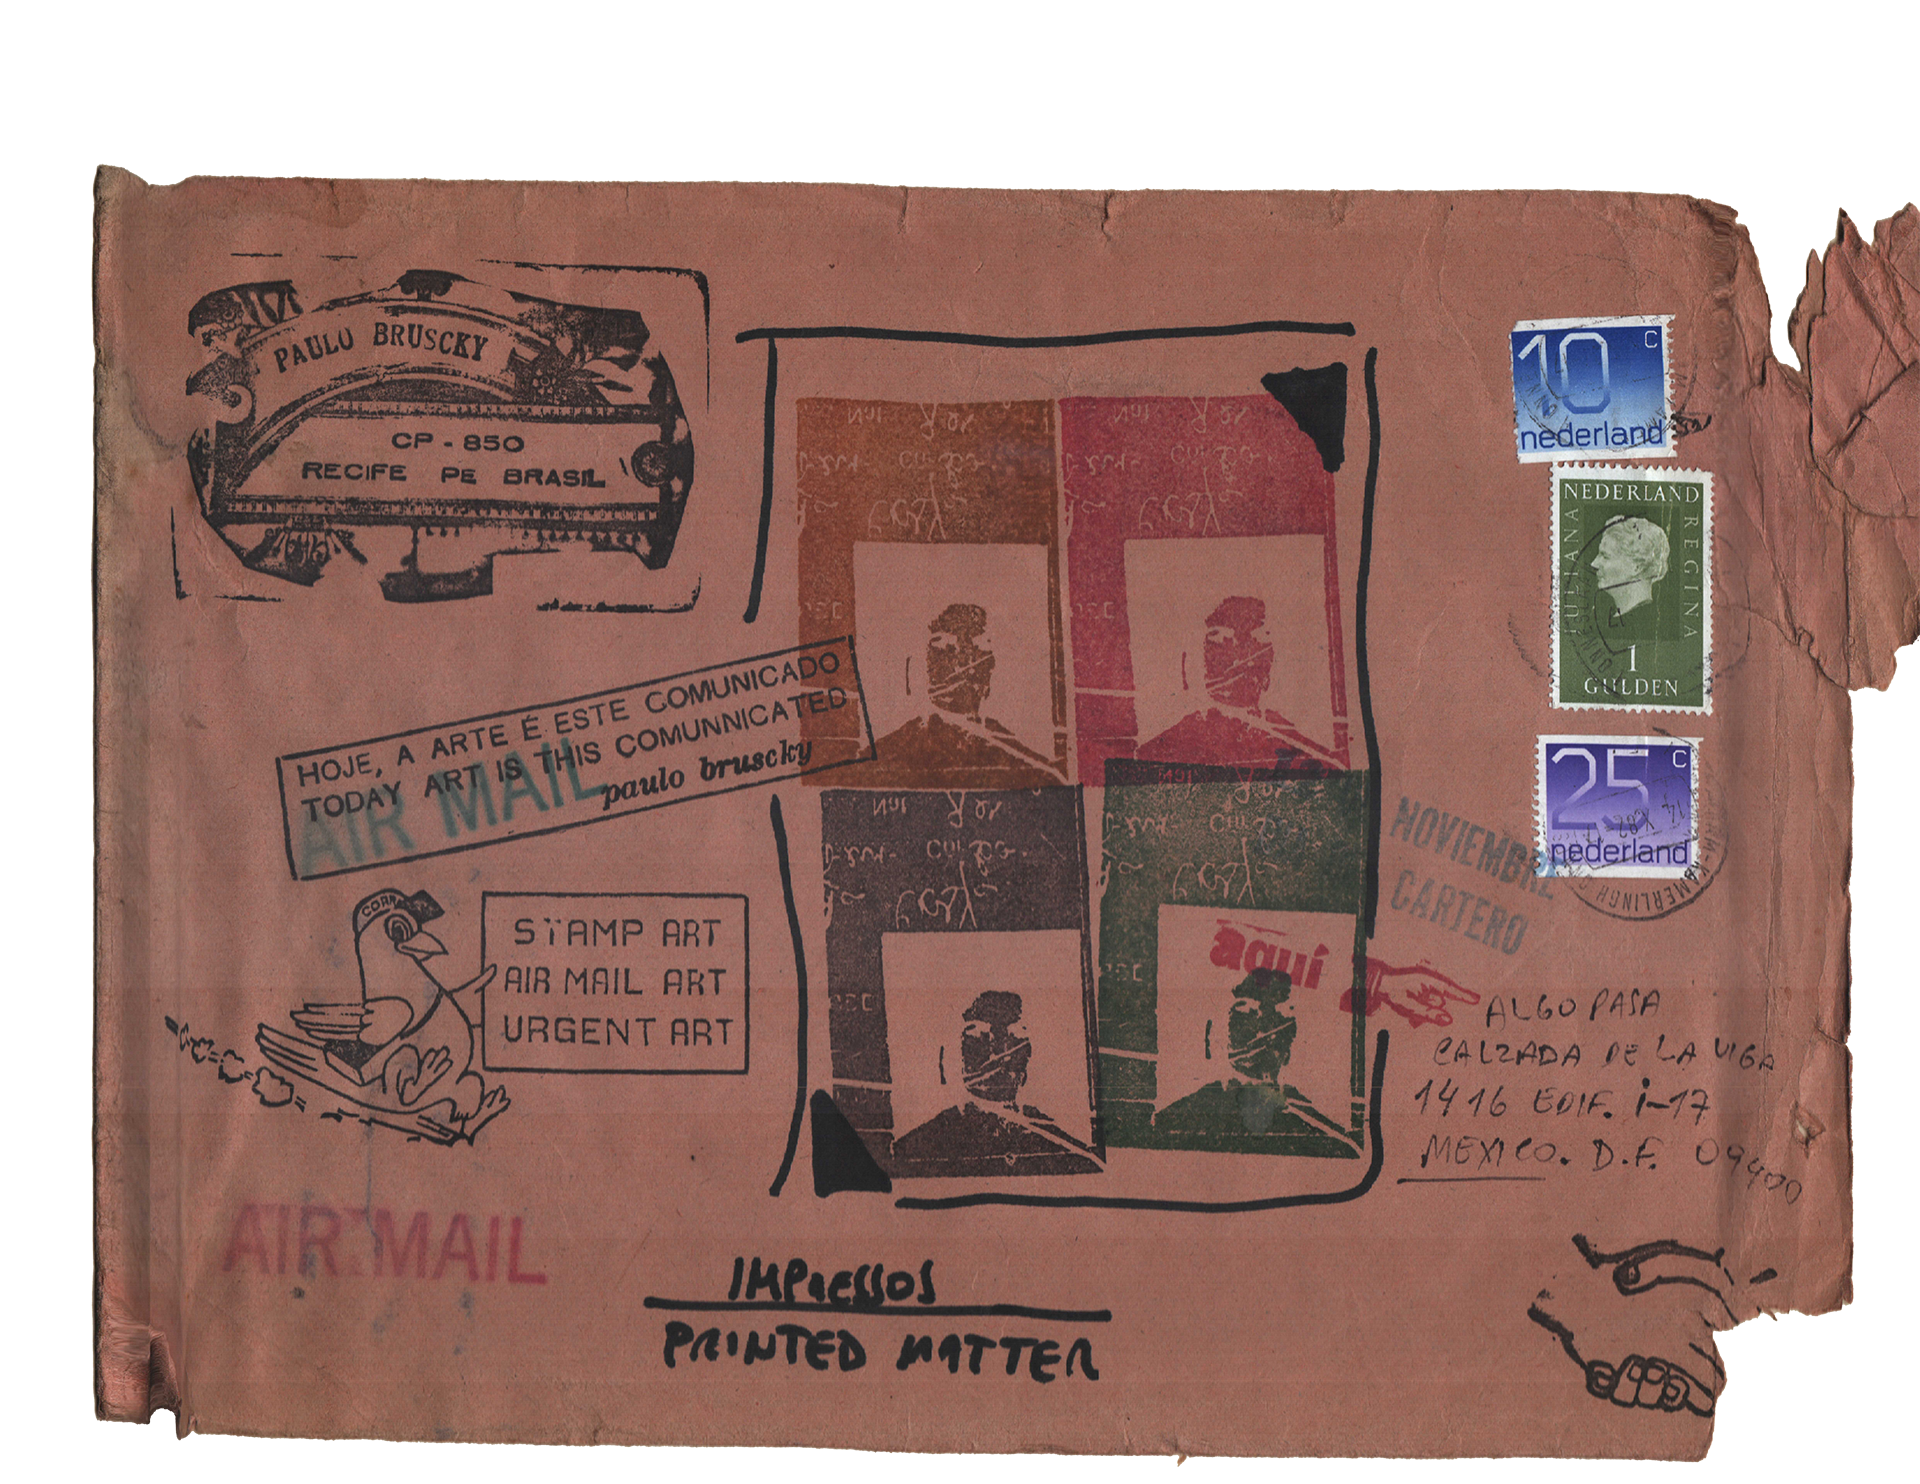 PAULO BRUSCKY
CP - 850
RECIFE PE BRASIL
HOJE, A ARTE É ESTE COMUNICADO
TODAY ART IS THIS COMUNNICATED
paulo bruscky
AIR MAIL
STAMP ART
AIR MAIL ART
URGENT ART
AIR MAIL
IMPRESSOS
PRINTED MATTER
10 C
nederland
NEDERLAND
JULIANA
REGINA
1
GULDEN
25 C
nederland
NOVIEMBRE
CARTERO
aquí
ALGO PASA
CALZADA DE LA VIGA
1416 EDIF. i-17
MEXICO. D.F. 09400